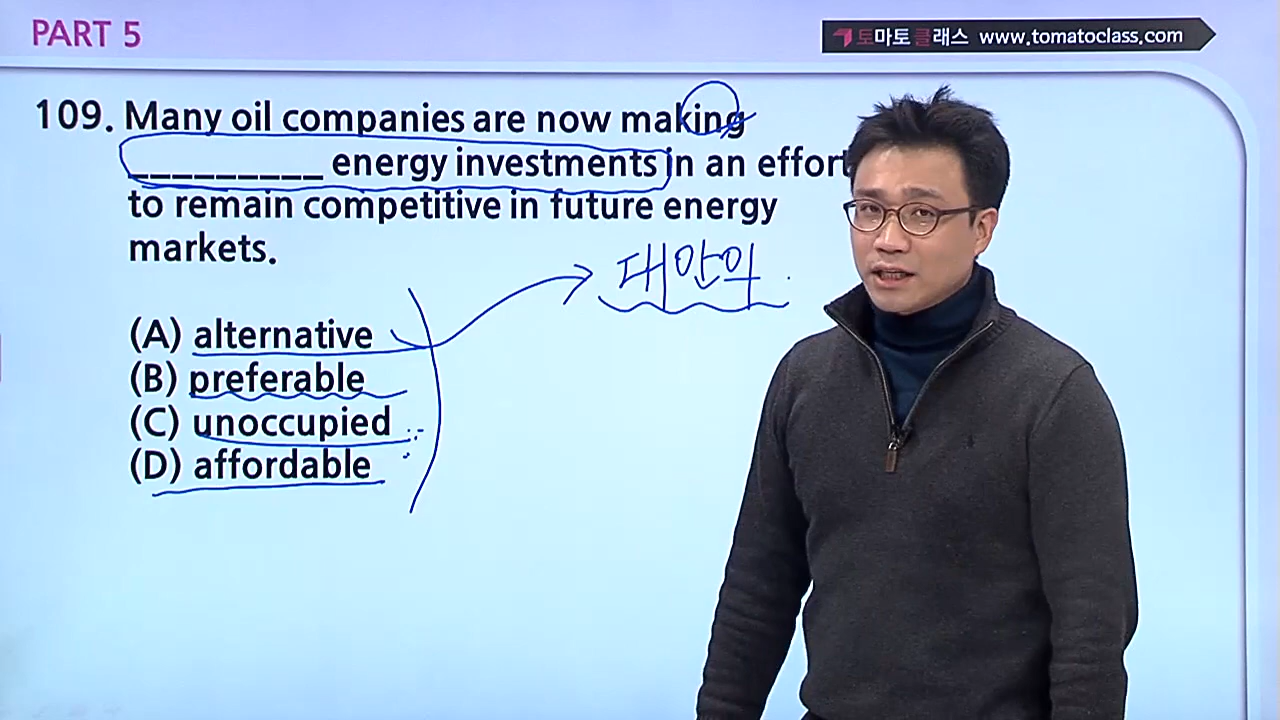 PART 5
토마토클래스 www.tomatoclass.com
109. Many oil companies are now making
_________ energy investments in an effort
to remain competitive in future energy
markets.
대안의
(A) alternative
(B) preferable
(C) unoccupied
(D) affordable